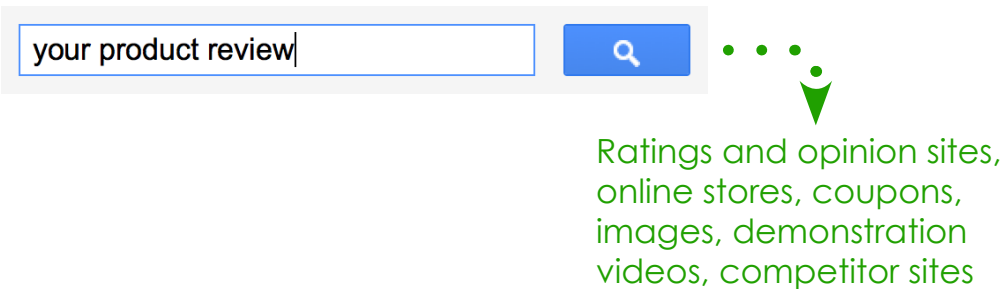 your product review
Ratings and opinion sites,
online stores, coupons,
images, demonstration
videos, competitor sites